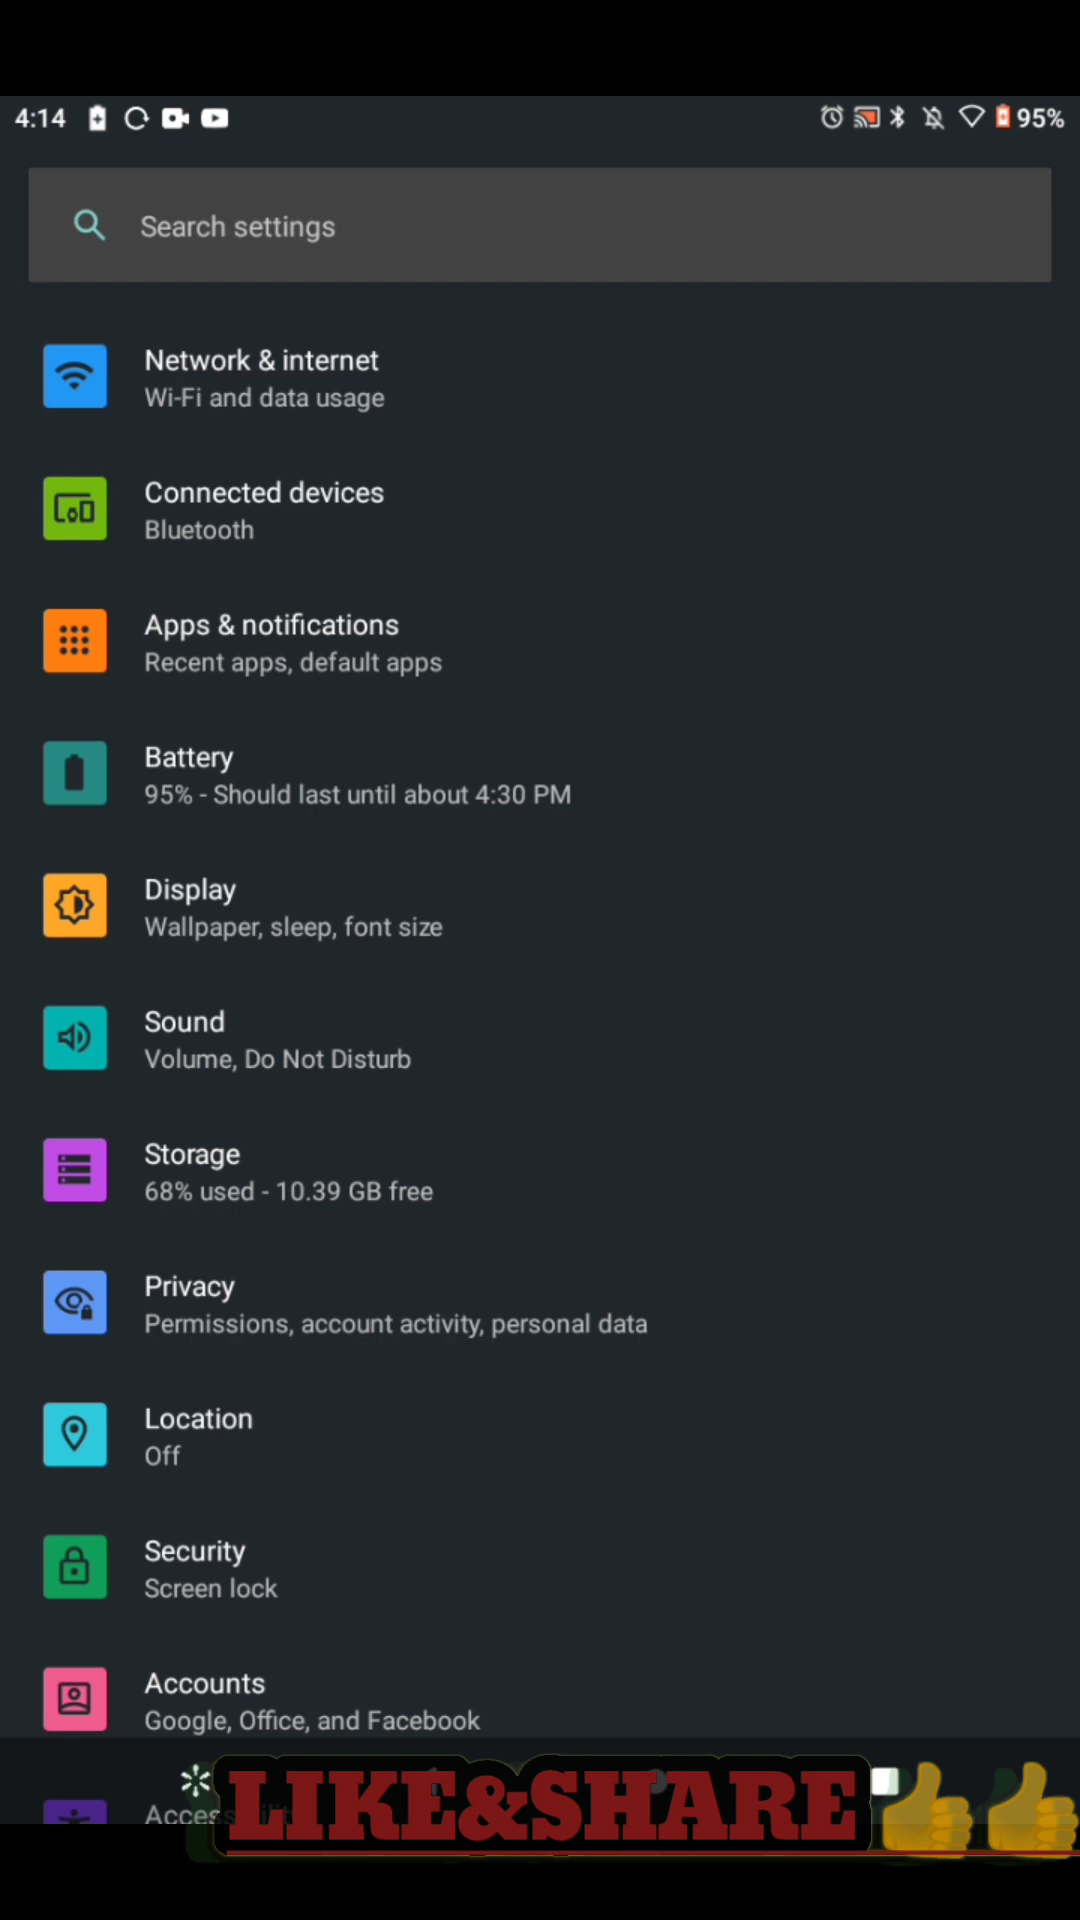 4:14 95%
Search settings
Network & internet
Wi-Fi and data usage
Connected devices
Bluetooth
Apps & notifications
Recent apps, default apps
Battery
95% - Should last until about 4:30 PM
Display
Wallpaper, sleep, font size
Sound
Volume, Do Not Disturb
Storage
68% used - 10.39 GB free
Privacy
Permissions, account activity, personal data
Location
Off
Security
Screen lock
Accounts
Google, Office, and Facebook
LIKE&SHARE